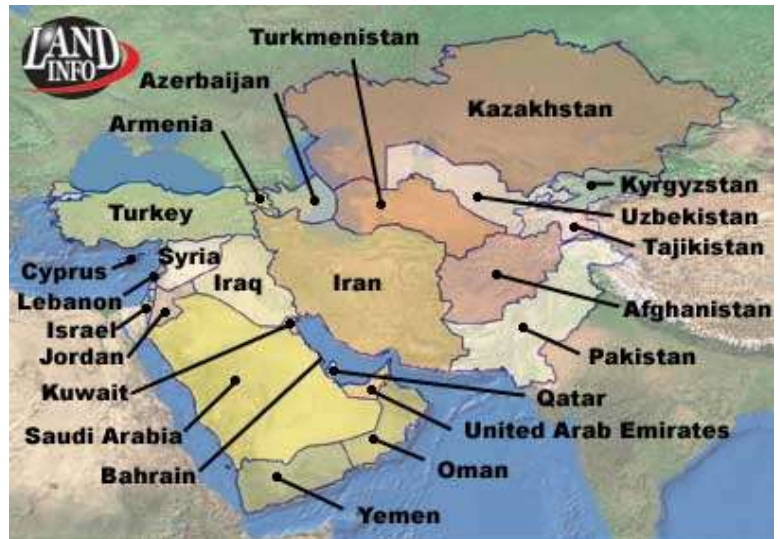 LAND
INFO
Turkmenistan
Azerbaijan
Armenia
Kazakhstan
Turkey
Kyrgyzstan
Uzbekistan
Tajikistan
Cyprus
Syria
Lebanon
Iraq
Iran
Israel
Afghanistan
Jordan
Pakistan
Kuwait
Qatar
Saudi Arabia
United Arab Emirates
Bahrain
Oman
Yemen